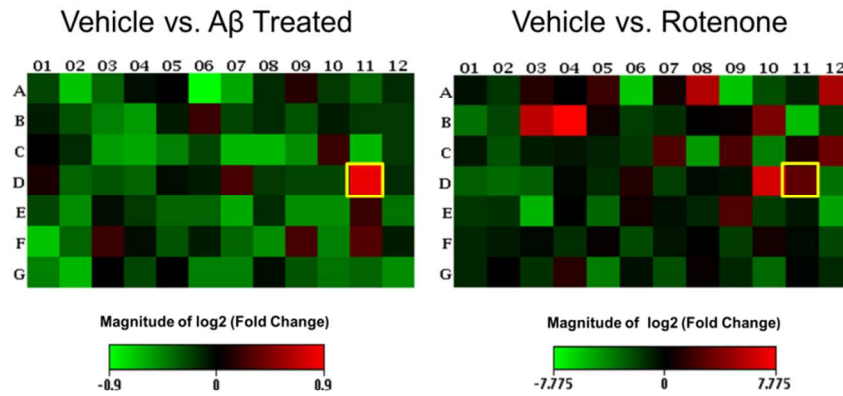 Vehicle vs. Aβ Treated
01 02 03 04 05 06 07 08 09 10 11 12
A
B
C
D
E
F
G
Magnitude of log2 (Fold Change)
-0.9 0 0.9
Vehicle vs. Rotenone
01 02 03 04 05 06 07 08 09 10 11 12
A
B
C
D
E
F
G
Magnitude of log2 (Fold Change)
-7.775 0 7.775